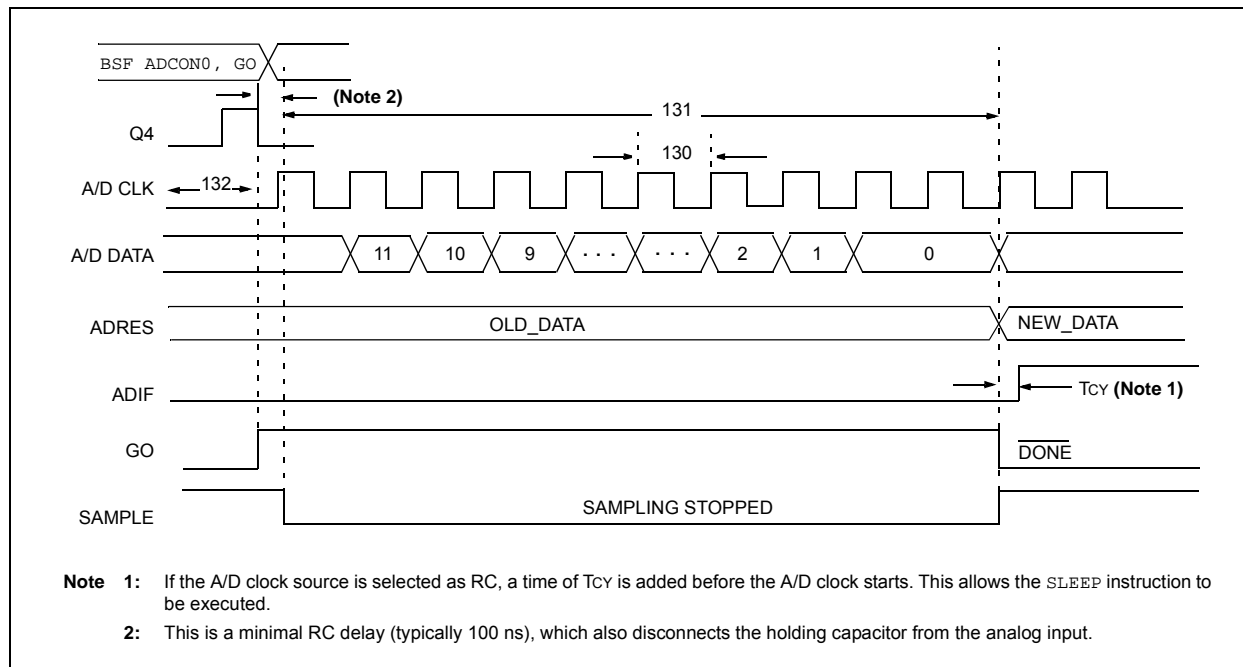 BSF ADCON0, GO
(Note 2)
131
Q4
130
A/D CLK
132
A/D DATA
11 10 9 . . . . . . 2 1 0
ADRES
OLD_DATA
NEW_DATA
ADIF
TCY (Note 1)
GO
DONE
SAMPLE
SAMPLING STOPPED
Note 1: If the A/D clock source is selected as RC, a time of TCY is added before the A/D clock starts. This allows the SLEEP instruction to
be executed.
2: This is a minimal RC delay (typically 100 ns), which also disconnects the holding capacitor from the analog input.